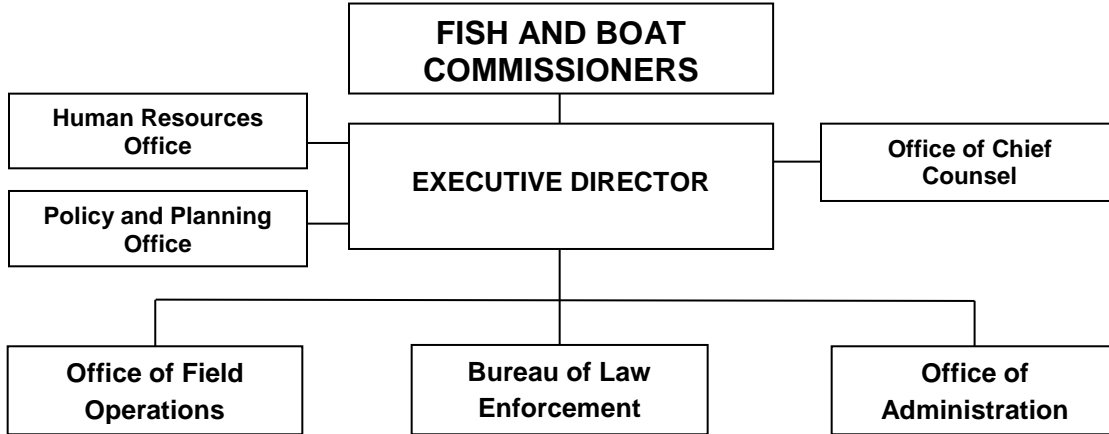 FISH AND BOAT
COMMISSIONERS
Human Resources
Office
EXECUTIVE DIRECTOR
Office of Chief
Counsel
Policy and Planning
Office
Office of Field
Operations
Bureau of Law
Enforcement
Office of
Administration